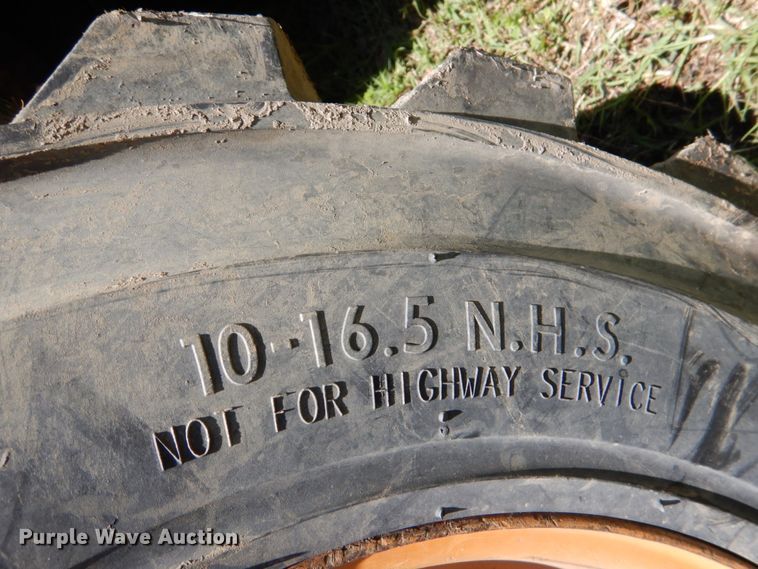 10-16.5 N.H.S.
NOT FOR HIGHWAY SERVICE
Purple Wave Auction®